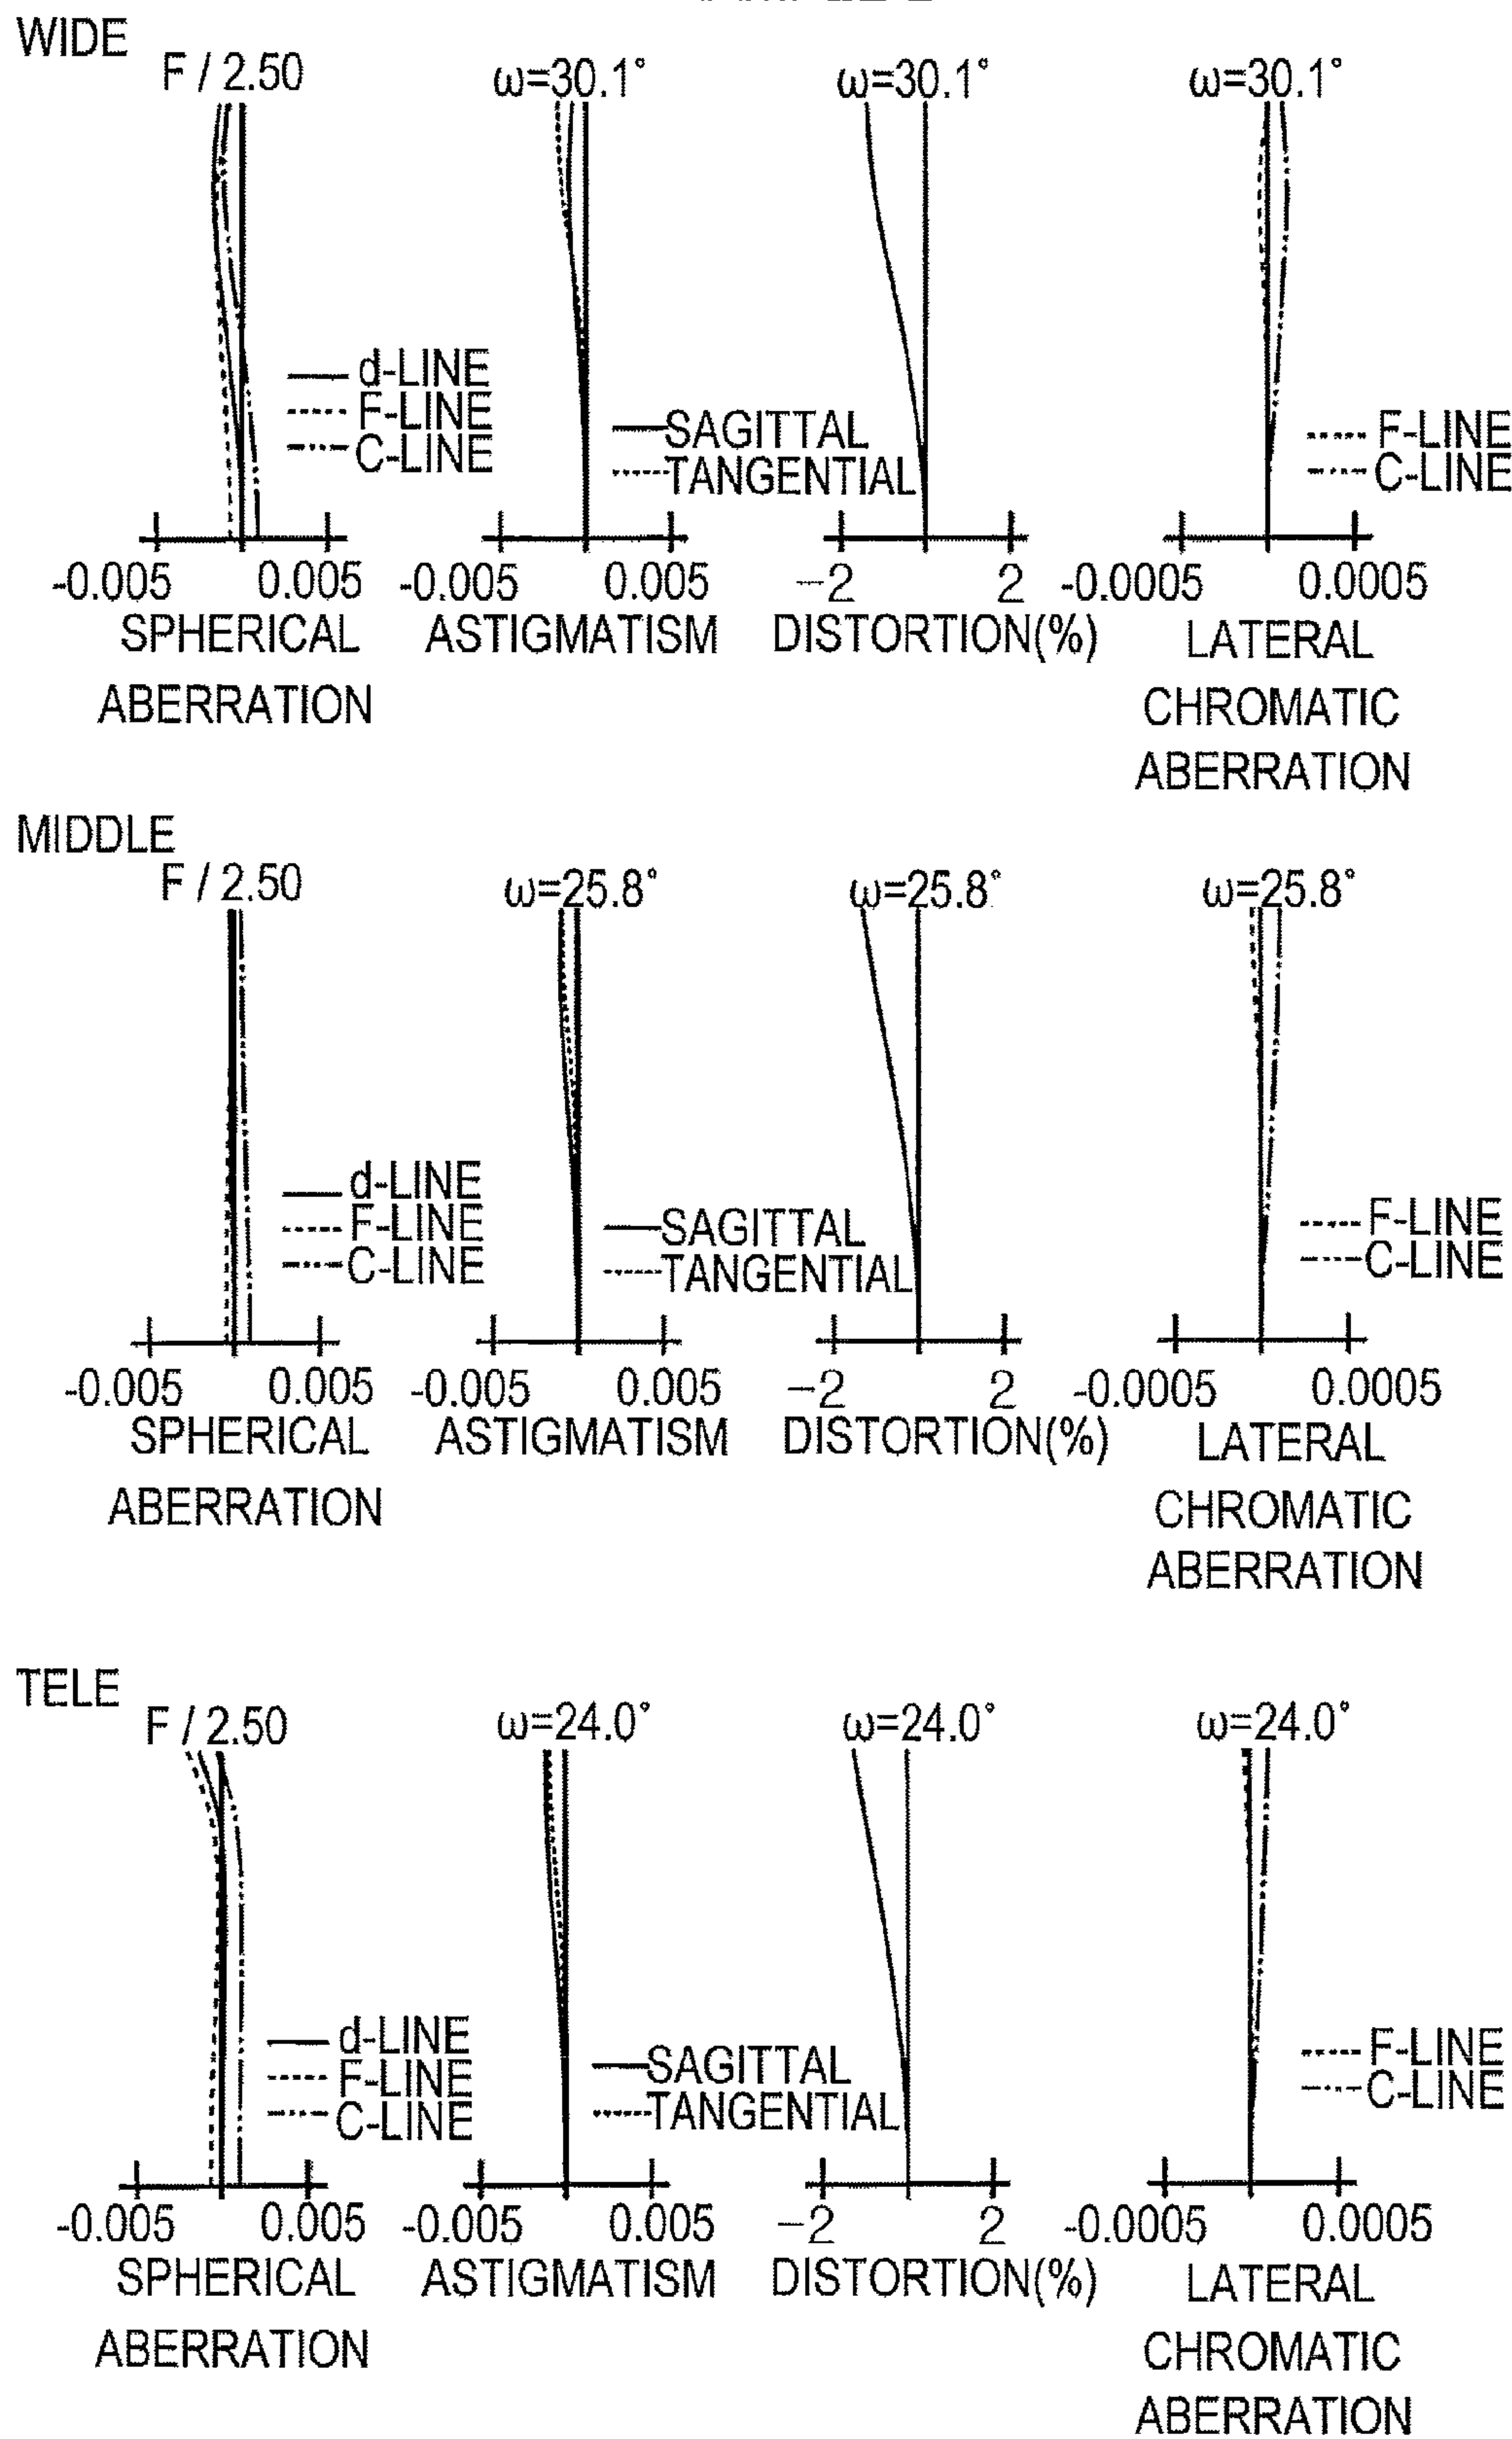 WIDE
F / 2.50
ω=30.1°
ω=30.1°
ω=30.1°
d-LINE
F-LINE
C-LINE
SAGITTAL
TANGENTIAL
F-LINE
C-LINE
-0.005 0.005
-0.005 0.005
−2 2
-0.0005 0.0005
SPHERICAL
ABERRATION
ASTIGMATISM
DISTORTION(%)
LATERAL
CHROMATIC
ABERRATION
MIDDLE
F / 2.50
ω=25.8°
ω=25.8°
ω=25.8°
d-LINE
F-LINE
C-LINE
SAGITTAL
TANGENTIAL
F-LINE
C-LINE
-0.005 0.005
-0.005 0.005
−2 2
-0.0005 0.0005
SPHERICAL
ABERRATION
ASTIGMATISM
DISTORTION(%)
LATERAL
CHROMATIC
ABERRATION
TELE
F / 2.50
ω=24.0°
ω=24.0°
ω=24.0°
d-LINE
F-LINE
C-LINE
SAGITTAL
TANGENTIAL
F-LINE
C-LINE
-0.005 0.005
-0.005 0.005
−2 2
-0.0005 0.0005
SPHERICAL
ABERRATION
ASTIGMATISM
DISTORTION(%)
LATERAL
CHROMATIC
ABERRATION